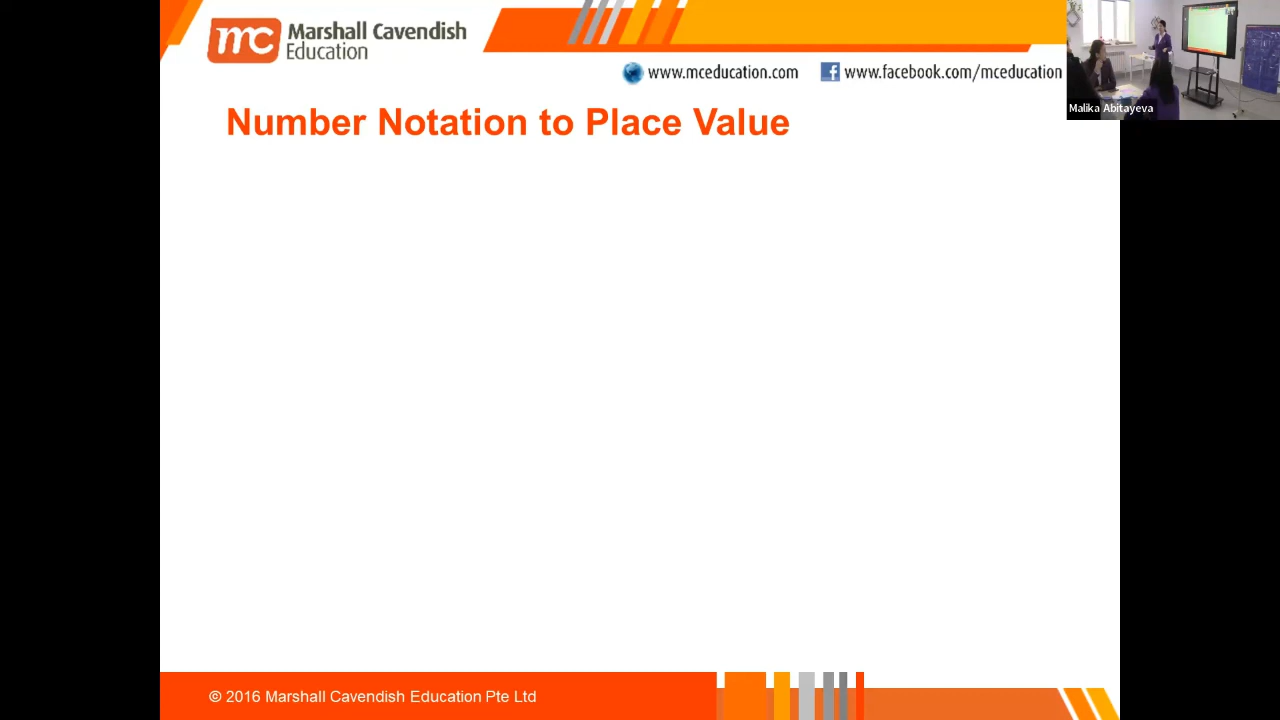 mc Marshall Cavendish
Education
www.mceducation.com
www.facebook.com/mceducation
Malika Abitayeva
Number Notation to Place Value
© 2016 Marshall Cavendish Education Pte Ltd